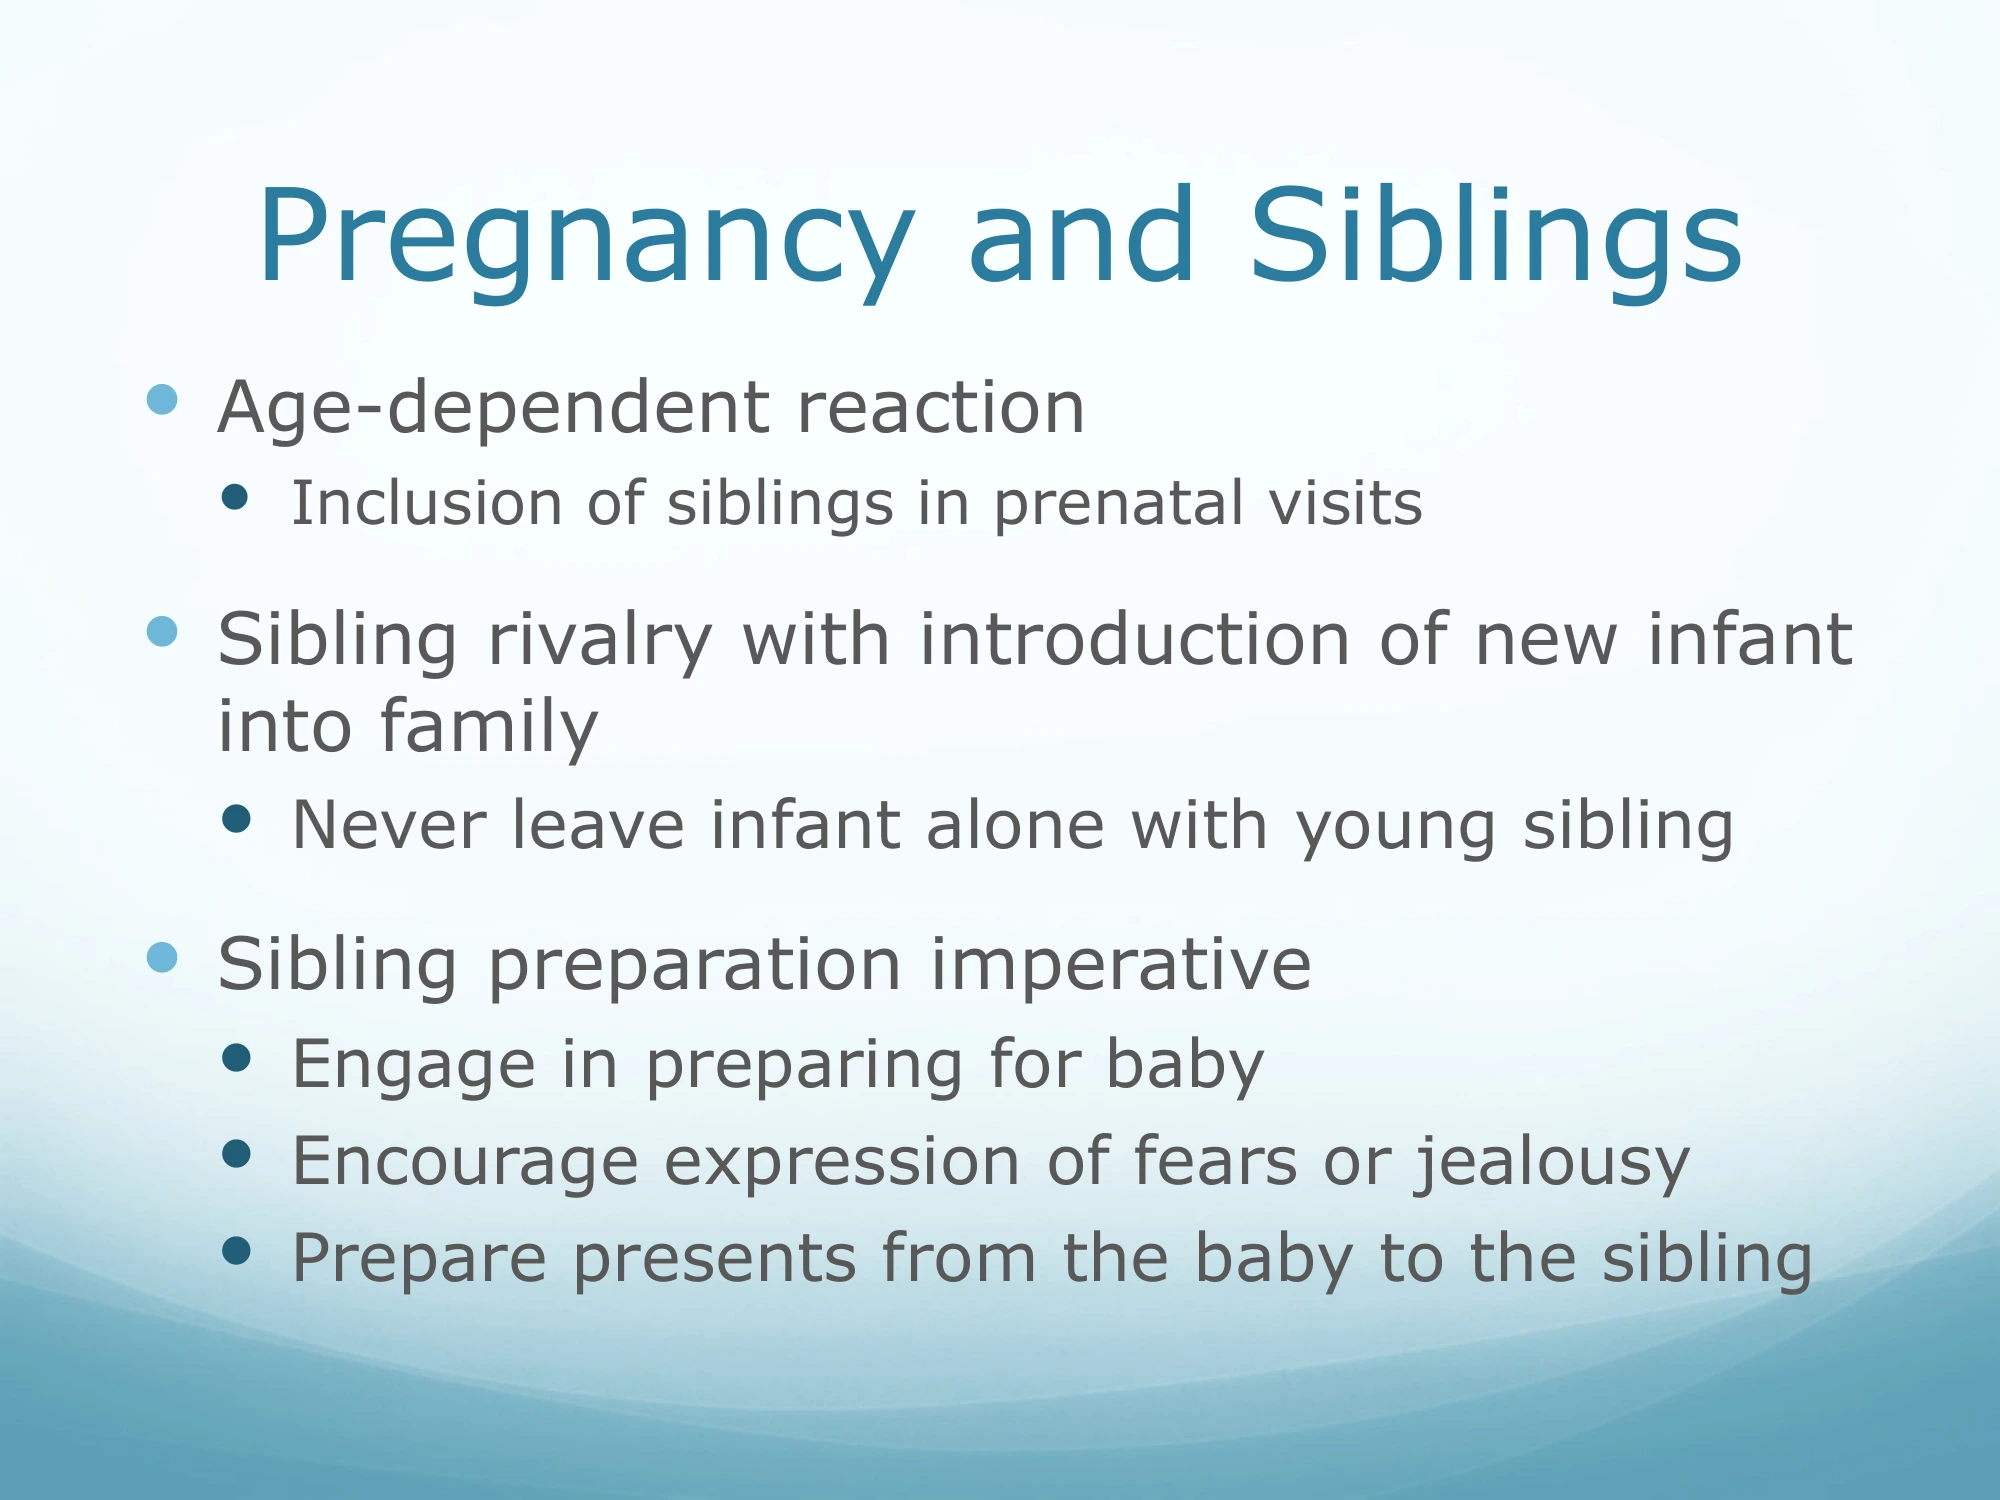 Pregnancy and Siblings
• Age-dependent reaction
• Inclusion of siblings in prenatal visits
• Sibling rivalry with introduction of new infant
into family
• Never leave infant alone with young sibling
• Sibling preparation imperative
• Engage in preparing for baby
• Encourage expression of fears or jealousy
• Prepare presents from the baby to the sibling